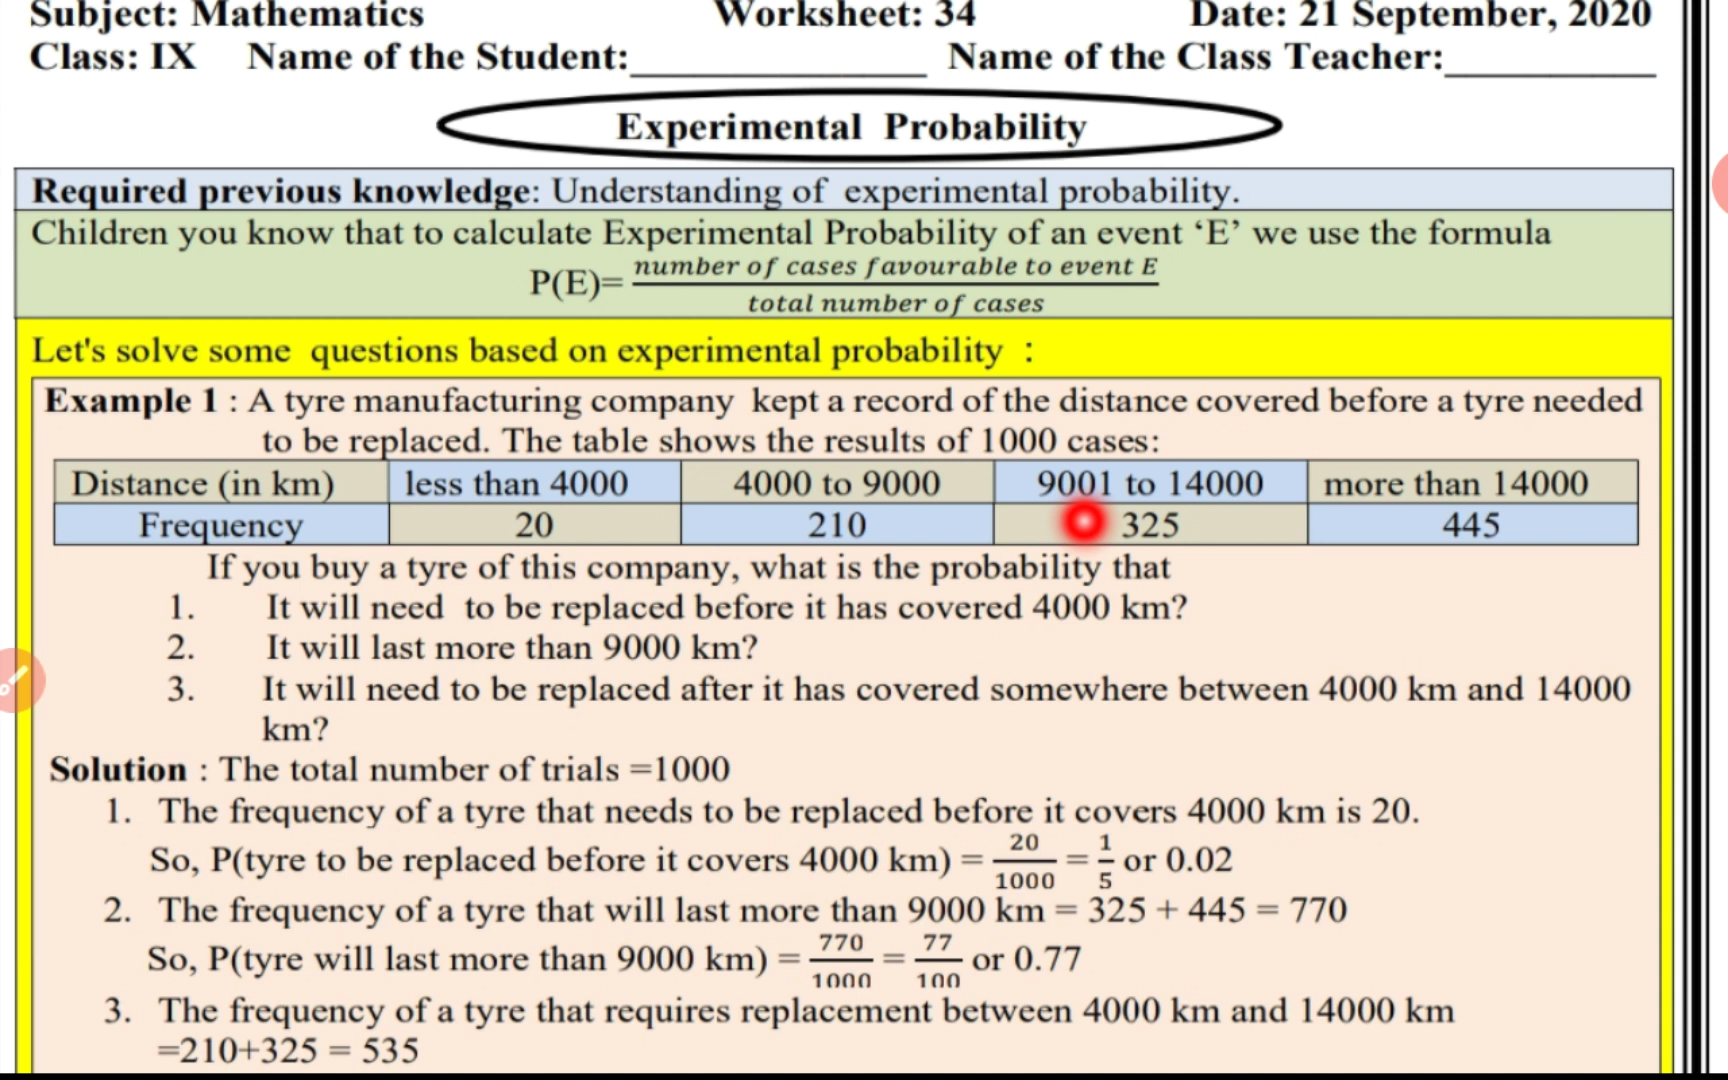 Subject: Mathematics Worksheet: 34 Date: 21 September, 2020
Class: IX Name of the Student:______________ Name of the Class Teacher:___________
Experimental Probability
Required previous knowledge: Understanding of experimental probability.
Children you know that to calculate Experimental Probability of an event ‘E’ we use the formula
P(E)= number of cases favourable to event E / total number of cases
Let's solve some questions based on experimental probability :
Example 1 : A tyre manufacturing company kept a record of the distance covered before a tyre needed
to be replaced. The table shows the results of 1000 cases:
Distance (in km) less than 4000 4000 to 9000 9001 to 14000 more than 14000
Frequency 20 210 325 445
If you buy a tyre of this company, what is the probability that
1. It will need to be replaced before it has covered 4000 km?
2. It will last more than 9000 km?
3. It will need to be replaced after it has covered somewhere between 4000 km and 14000
km?
Solution : The total number of trials =1000
1. The frequency of a tyre that needs to be replaced before it covers 4000 km is 20.
So, P(tyre to be replaced before it covers 4000 km) = 20/1000 = 1/5 or 0.02
2. The frequency of a tyre that will last more than 9000 km = 325 + 445 = 770
So, P(tyre will last more than 9000 km) = 770/1000 = 77/100 or 0.77
3. The frequency of a tyre that requires replacement between 4000 km and 14000 km
=210+325 = 535